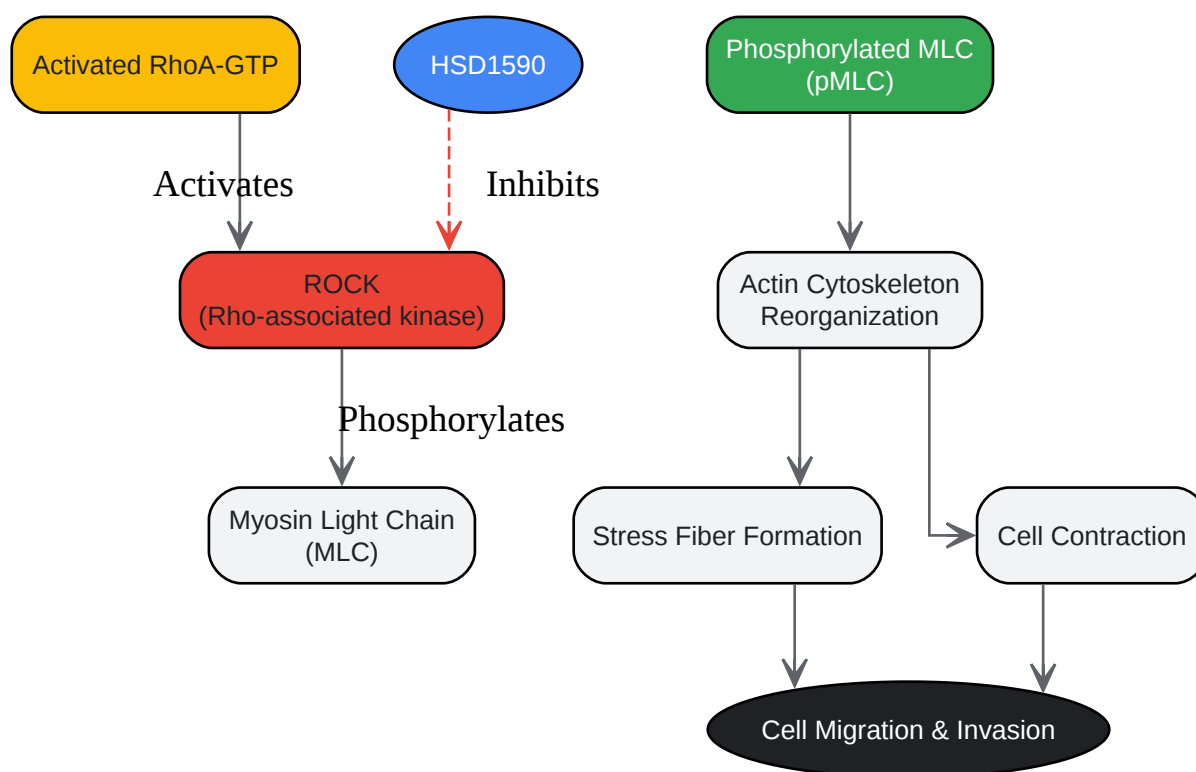 Activated RhoA-GTP
HSD1590
Phosphorylated MLC
(pMLC)
Activates
Inhibits
ROCK
(Rho-associated kinase)
Actin Cytoskeleton
Reorganization
Phosphorylates
Myosin Light Chain
(MLC)
Stress Fiber Formation
Cell Contraction
Cell Migration & Invasion